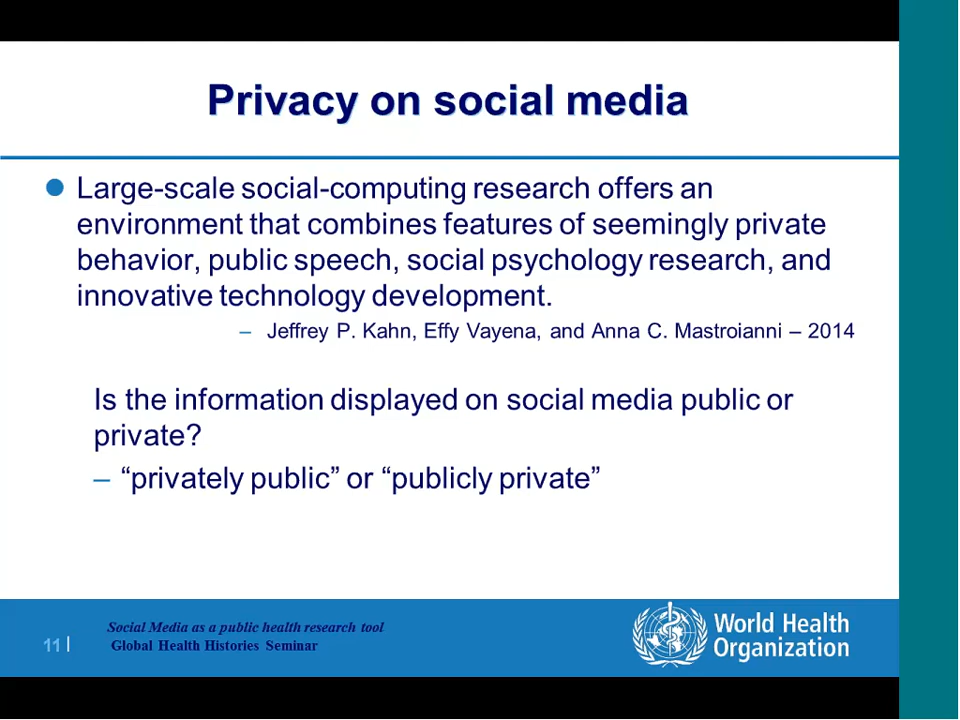 Privacy on social media
Large-scale social-computing research offers an
environment that combines features of seemingly private
behavior, public speech, social psychology research, and
innovative technology development.
– Jeffrey P. Kahn, Effy Vayena, and Anna C. Mastroianni – 2014
Is the information displayed on social media public or
private?
– “privately public” or “publicly private”
11 |
Social Media as a public health research tool
Global Health Histories Seminar
World Health
Organization